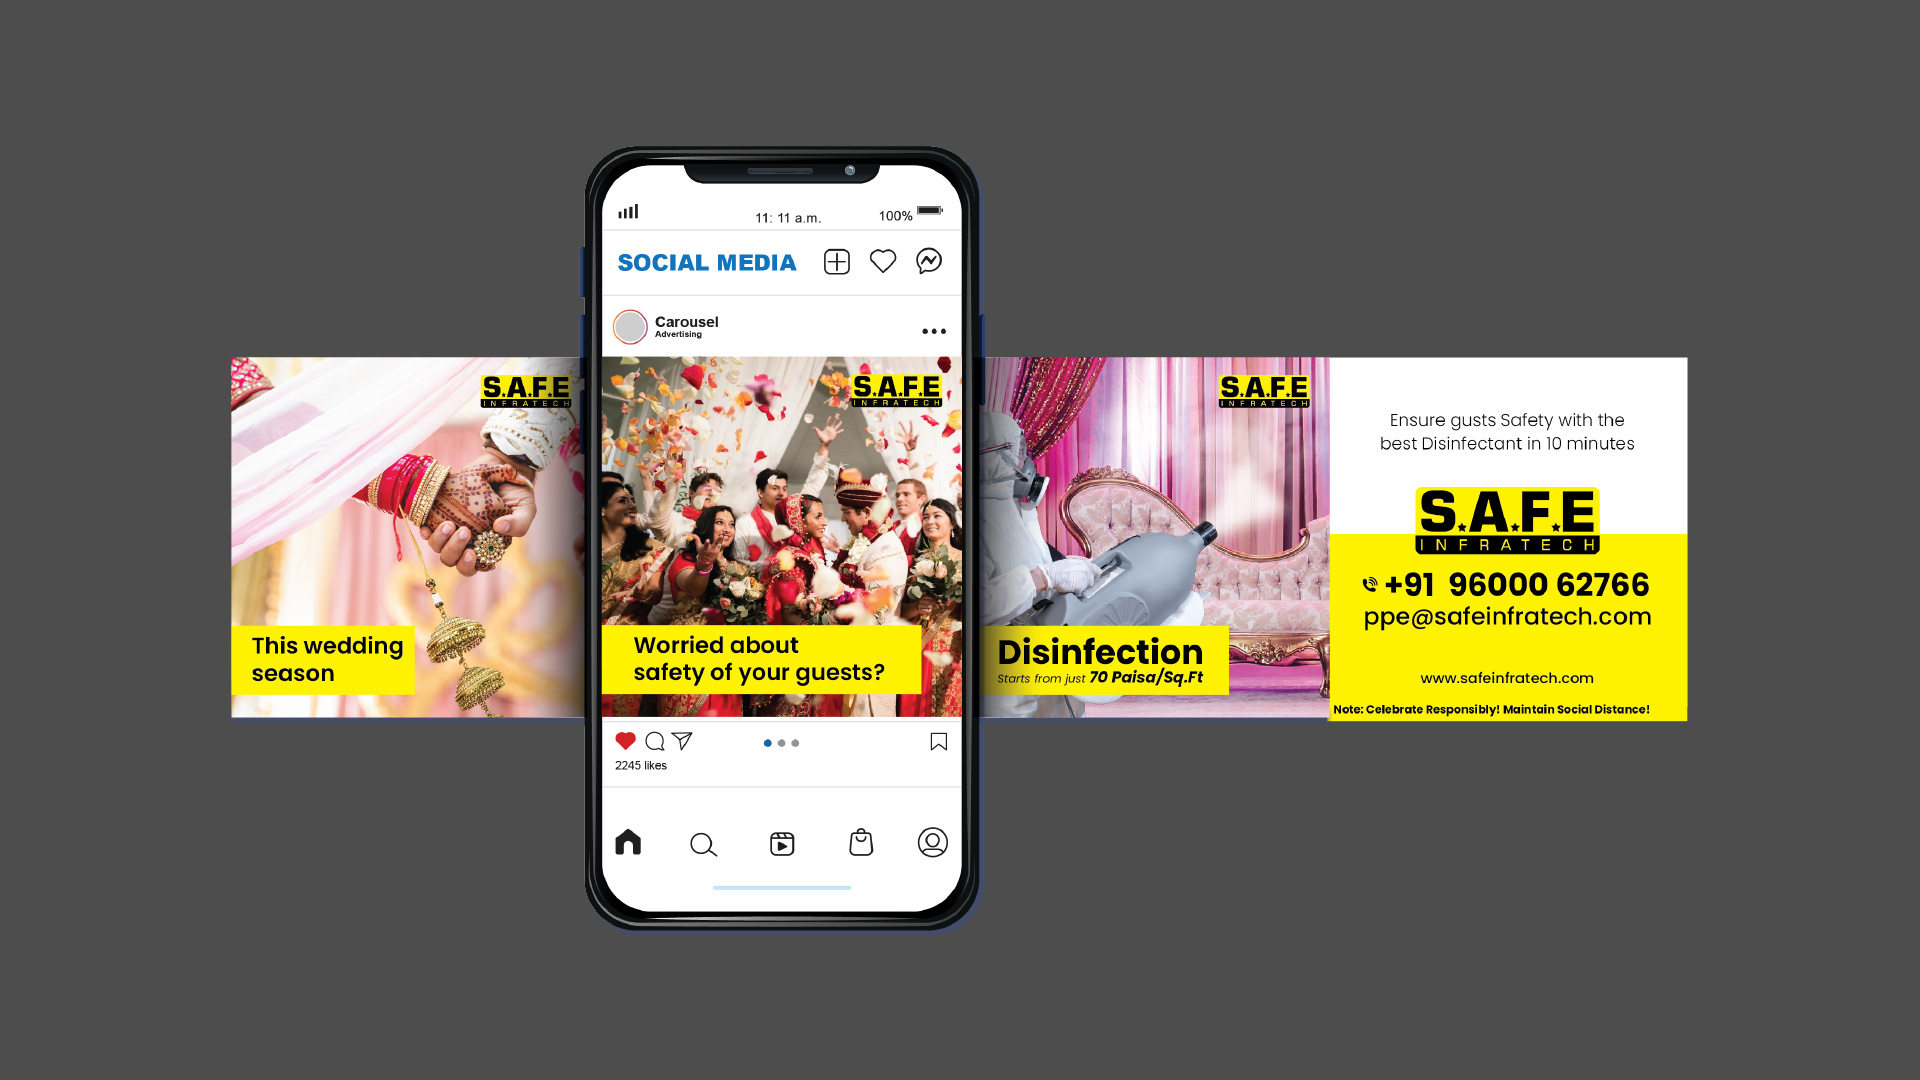 11: 11 a.m.
100%
SOCIAL MEDIA
Carousel
Advertising
S.A.F.E
INFRATECH
This wedding
season
S.A.F.E
INFRATECH
Worried about
safety of your guests?
2245 likes
S.A.F.E
INFRATECH
Disinfection
Starts from just 70 Paisa/Sq.Ft
Ensure gusts Safety with the
best Disinfectant in 10 minutes
S.A.F.E
INFRATECH
+91 96000 62766
ppe@safeinfratech.com
www.safeinfratech.com
Note: Celebrate Responsibly! Maintain Social Distance!